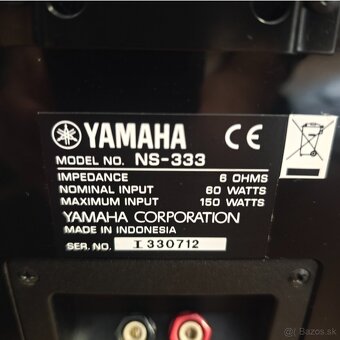 YAMAHA CE
MODEL NO. NS-333
IMPEDANCE 6 OHMS
NOMINAL INPUT 60 WATTS
MAXIMUM INPUT 150 WATTS
YAMAHA CORPORATION
MADE IN INDONESIA
SER. NO. I 330712
© Bazos.sk